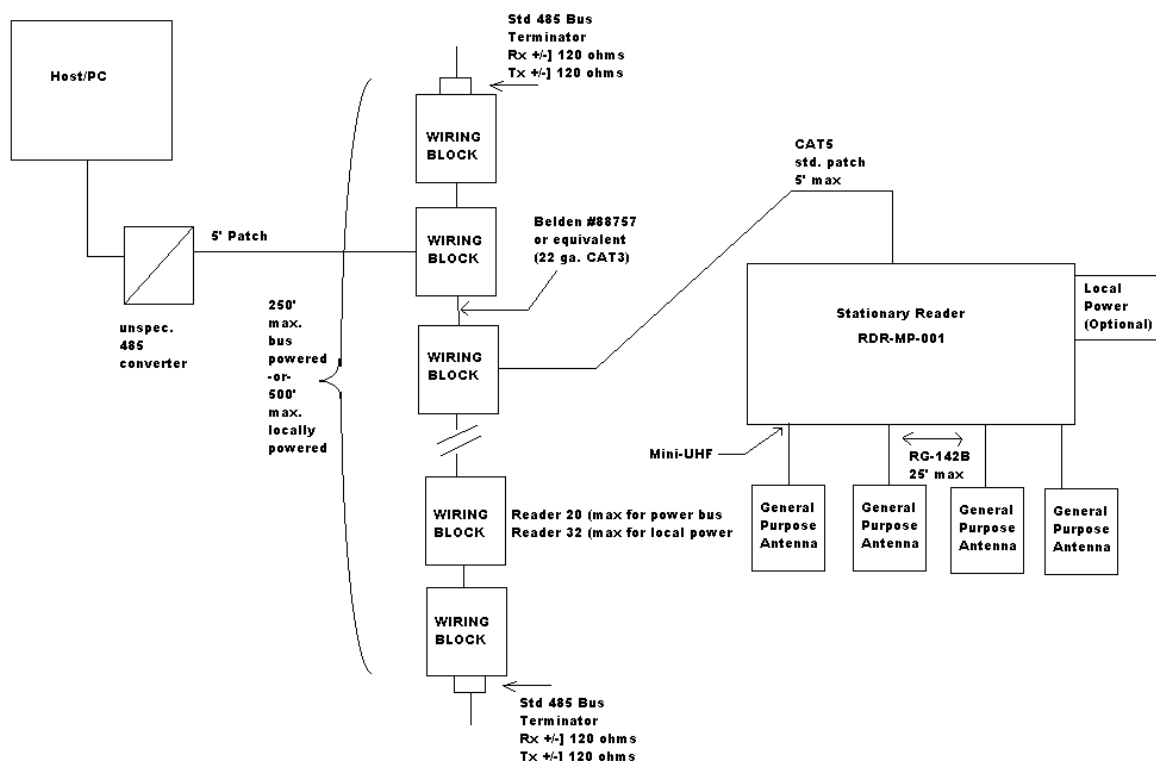 Host/PC
Std 485 Bus
Terminator
Rx +/-] 120 ohms
Tx +/-] 120 ohms
WIRING
BLOCK
CAT5
std. patch
5' max
5' Patch
WIRING
BLOCK
Belden #88757
or equivalent
(22 ga. CAT3)
unspec.
485
converter
250'
max.
bus
powered
-or-
500'
max.
locally
powered
WIRING
BLOCK
Stationary Reader
RDR-MP-001
Local
Power
(Optional)
Mini-UHF
RG-142B
25' max
WIRING
BLOCK
Reader 20 (max for power bus
Reader 32 (max for local power
General
Purpose
Antenna
General
Purpose
Antenna
General
Purpose
Antenna
General
Purpose
Antenna
WIRING
BLOCK
Std 485 Bus
Terminator
Rx +/-] 120 ohms
Tx +/-] 120 ohms